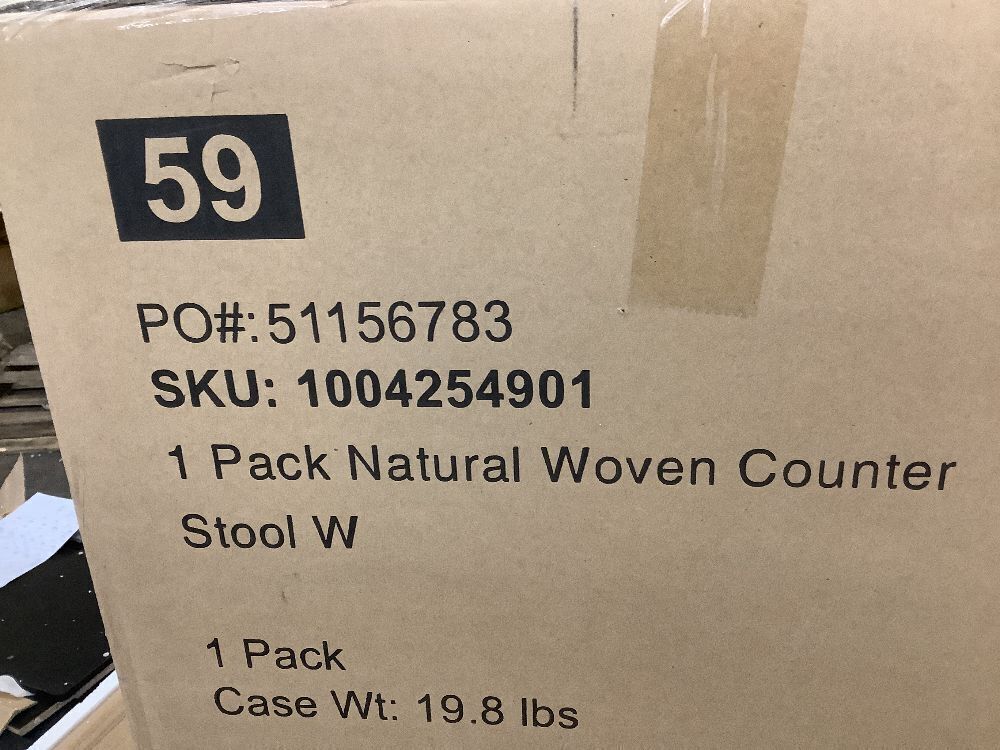 59
PO#: 51156783
SKU: 1004254901
1 Pack Natural Woven Counter
Stool W
1 Pack
Case Wt: 19.8 lbs